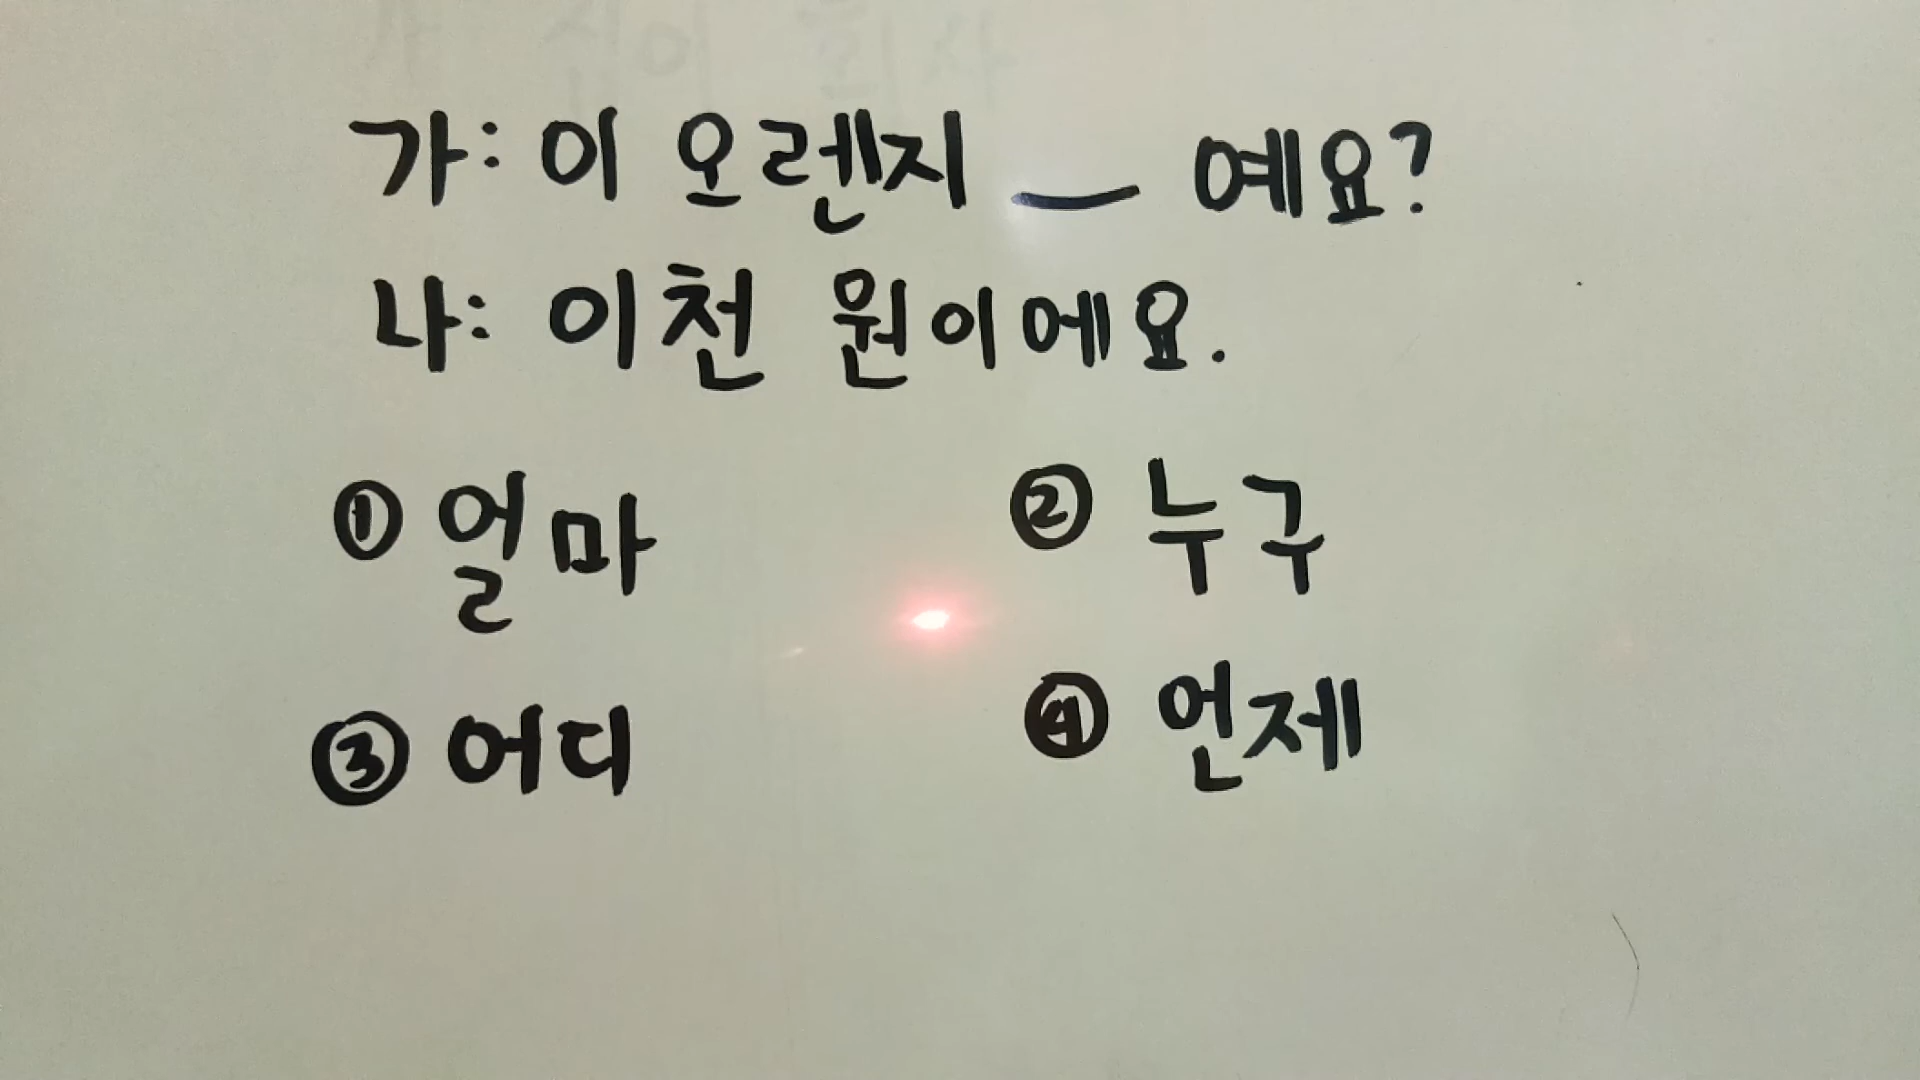 가: 이 오렌지 __ 예요?
나: 이천 원이에요.
① 얼마 ② 누구
③ 어디 ④ 언제